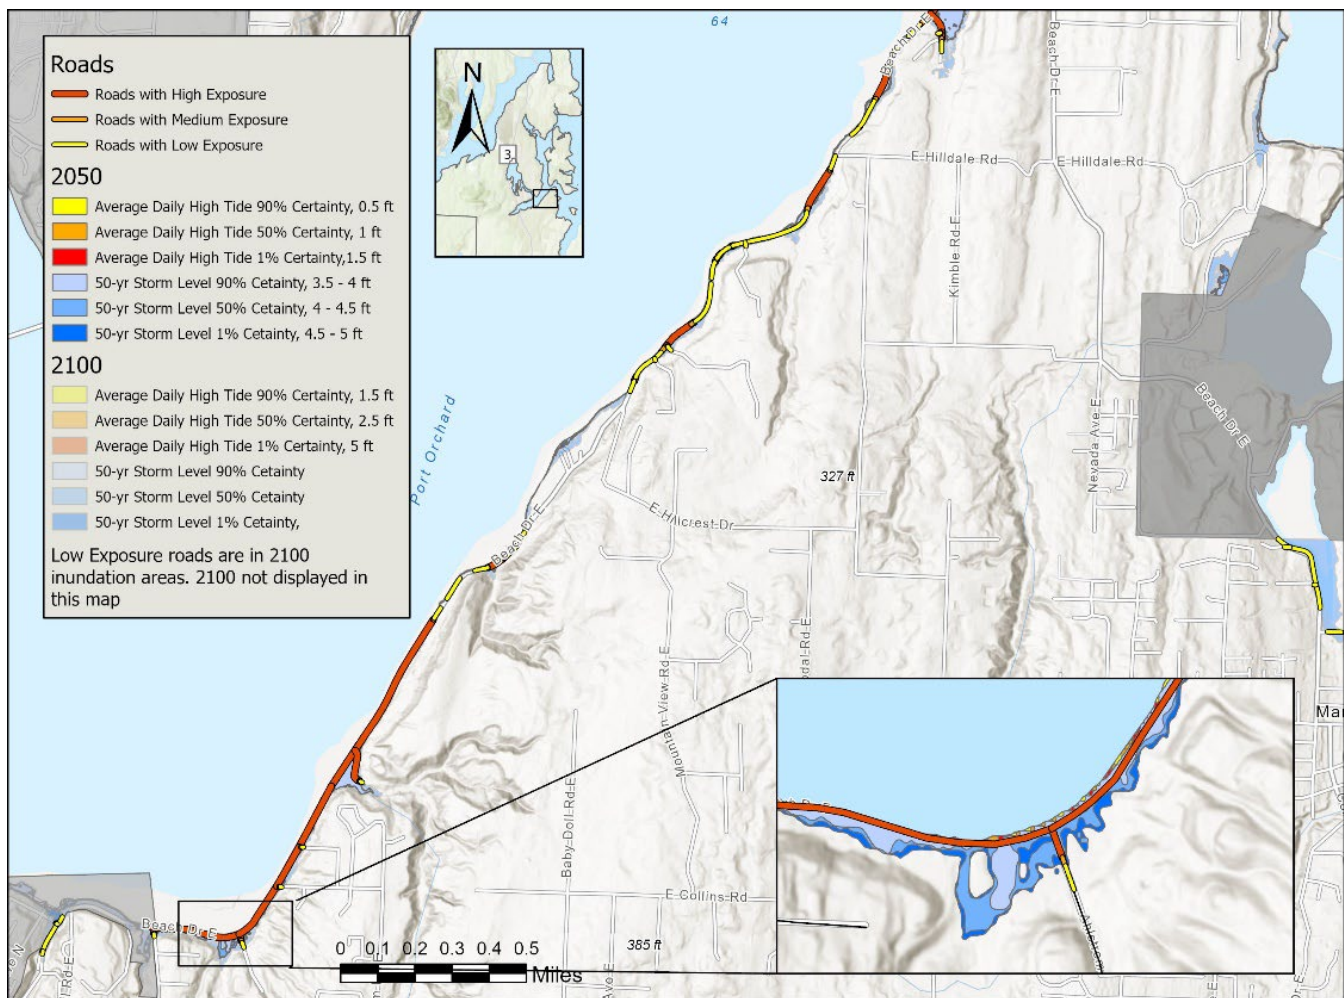 64
Roads
Roads with High Exposure
Roads with Medium Exposure
Roads with Low Exposure
2050
Average Daily High Tide 90% Certainty, 0.5 ft
Average Daily High Tide 50% Certainty, 1 ft
Average Daily High Tide 1% Certainty,1.5 ft
50-yr Storm Level 90% Cetainty, 3.5 - 4 ft
50-yr Storm Level 50% Cetainty, 4 - 4.5 ft
50-yr Storm Level 1% Cetainty, 4.5 - 5 ft
2100
Average Daily High Tide 90% Certainty, 1.5 ft
Average Daily High Tide 50% Certainty, 2.5 ft
Average Daily High Tide 1% Certainty, 5 ft
50-yr Storm Level 90% Cetainty
50-yr Storm Level 50% Cetainty
50-yr Storm Level 1% Cetainty,
Low Exposure roads are in 2100
inundation areas. 2100 not displayed in
this map
N
3
Beach Dr E
Beach Dr E
E Hilldale Rd
E Hilldale Rd
Kimble Rd E
Port Orchard
Beach Dr E
Nevada Ave E
327 ft
E Hillcrest Dr
Beach Dr E
Mountain View Rd E
odal Rd E
Baby Doll Rd E
Mar
E Collins Rd
Beach Dr E
385 ft
0 0.1 0.2 0.3 0.4 0.5
Miles
Ahlstrom
Dr E